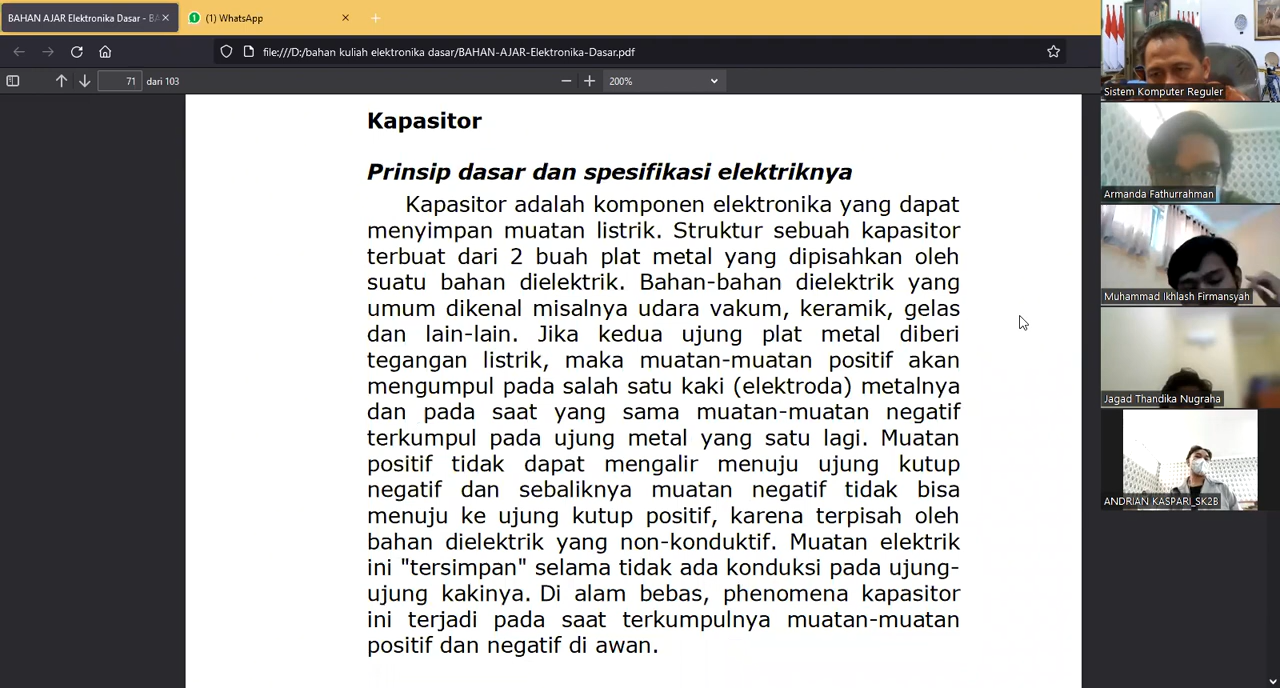 BAHAN AJAR Elektronika Dasar - BA
(1) WhatsApp
file:///D:/bahan kuliah elektronika dasar/BAHAN-AJAR-Elektronika-Dasar.pdf
71 dari 103
200%
Kapasitor
Prinsip dasar dan spesifikasi elektriknya
Kapasitor adalah komponen elektronika yang dapat
menyimpan muatan listrik. Struktur sebuah kapasitor
terbuat dari 2 buah plat metal yang dipisahkan oleh
suatu bahan dielektrik. Bahan-bahan dielektrik yang
umum dikenal misalnya udara vakum, keramik, gelas
dan lain-lain. Jika kedua ujung plat metal diberi
tegangan listrik, maka muatan-muatan positif akan
mengumpul pada salah satu kaki (elektroda) metalnya
dan pada saat yang sama muatan-muatan negatif
terkumpul pada ujung metal yang satu lagi. Muatan
positif tidak dapat mengalir menuju ujung kutup
negatif dan sebaliknya muatan negatif tidak bisa
menuju ke ujung kutup positif, karena terpisah oleh
bahan dielektrik yang non-konduktif. Muatan elektrik
ini "tersimpan" selama tidak ada konduksi pada ujung-
ujung kakinya. Di alam bebas, phenomena kapasitor
ini terjadi pada saat terkumpulnya muatan-muatan
positif dan negatif di awan.
Sistem Komputer Reguler
Armanda Fathurrahman
Muhammad Ikhlash Firmansyah
Jagad Thandika Nugraha
ANDRIAN KASPARI_SK2B